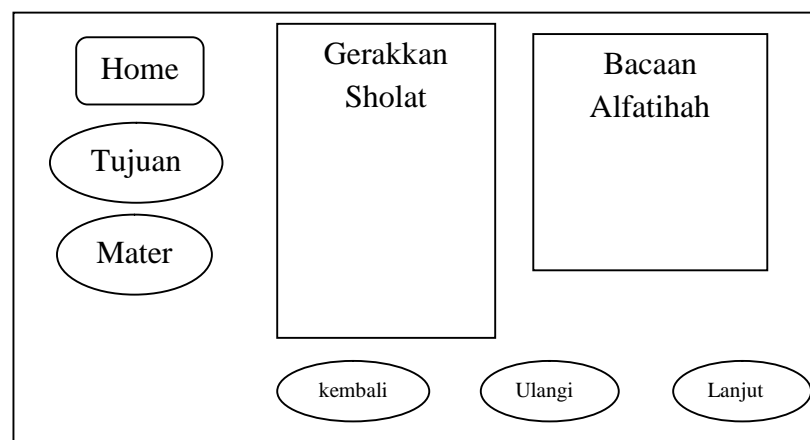 Home
Tujuan
Mater
Gerakkan
Sholat
Bacaan
Alfatihah
kembali
Ulangi
Lanjut